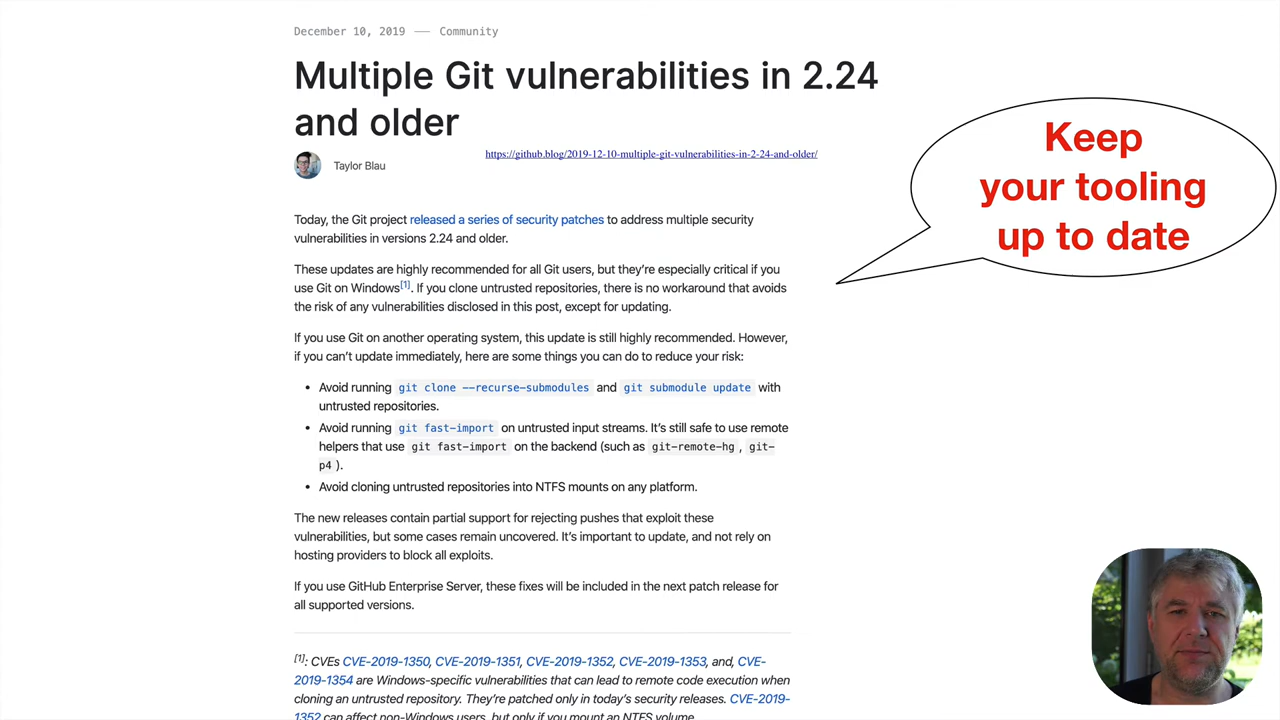 December 10, 2019 — Community
Multiple Git vulnerabilities in 2.24
and older
https://github.blog/2019-12-10-multiple-git-vulnerabilities-in-2-24-and-older/
Taylor Blau
Keep
your tooling
up to date
Today, the Git project released a series of security patches to address multiple security
vulnerabilities in versions 2.24 and older.
These updates are highly recommended for all Git users, but they’re especially critical if you
use Git on Windows[1]. If you clone untrusted repositories, there is no workaround that avoids
the risk of any vulnerabilities disclosed in this post, except for updating.
If you use Git on another operating system, this update is still highly recommended. However,
if you can’t update immediately, here are some things you can do to reduce your risk:
• Avoid running git clone --recurse-submodules and git submodule update with
untrusted repositories.
• Avoid running git fast-import on untrusted input streams. It’s still safe to use remote
helpers that use git fast-import on the backend (such as git-remote-hg , git-
p4 ).
• Avoid cloning untrusted repositories into NTFS mounts on any platform.
The new releases contain partial support for rejecting pushes that exploit these
vulnerabilities, but some cases remain uncovered. It’s important to update, and not rely on
hosting providers to block all exploits.
If you use GitHub Enterprise Server, these fixes will be included in the next patch release for
all supported versions.
[1]: CVEs CVE-2019-1350, CVE-2019-1351, CVE-2019-1352, CVE-2019-1353, and, CVE-
2019-1354 are Windows-specific vulnerabilities that can lead to remote code execution when
cloning an untrusted repository. They’re patched only in today’s security releases. CVE-2019-
1352 can affect non-Windows users, but only if you mount an NTFS volume.